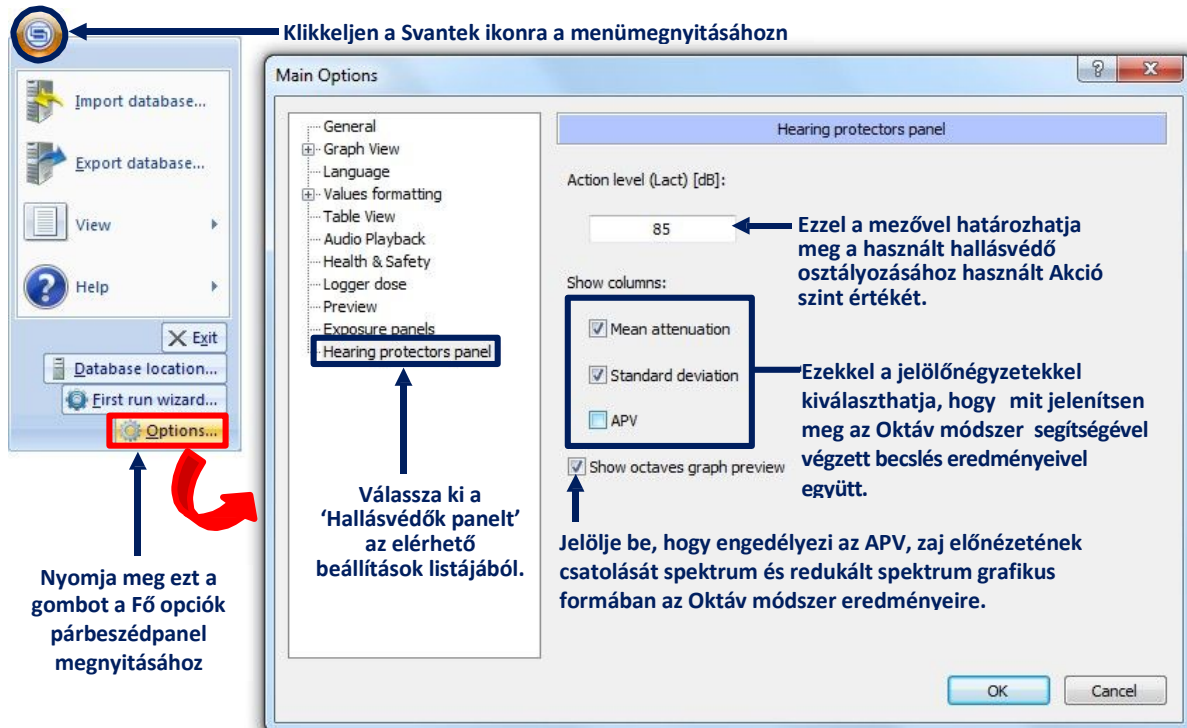 Klikkeljen a Svantek ikonra a menümegnyitásáhozn
Import database...
Export database...
View
Help
Exit
Database location...
First run wizard...
Options...
Nyomja meg ezt a
gombot a Fő opciók
párbeszédpanel
megnyitásához
Main Options
General
Graph View
Language
Values formatting
Table View
Audio Playback
Health & Safety
Logger dose
Preview
Exposure panels
Hearing protectors panel
Válassza ki a
‘Hallásvédők panelt’
az elérhető
beállítások listájából.
Hearing protectors panel
Action level (Lact) [dB]:
85
Ezzel a mezővel határozhatja
meg a használt hallásvédő
osztályozásához használt Akció
szint értékét.
Show columns:
Mean attenuation
Standard deviation
APV
Ezekkel a jelölőnégyzetekkel
kiválaszthatja, hogy mit jelenítsen
meg az Oktáv módszer segítségével
végzett becslés eredményeivel
együtt.
Show octaves graph preview
Jelölje be, hogy engedélyezi az APV, zaj előnézetének
csatolását spektrum és redukált spektrum grafikus
formában az Oktáv módszer eredményeire.
OK
Cancel